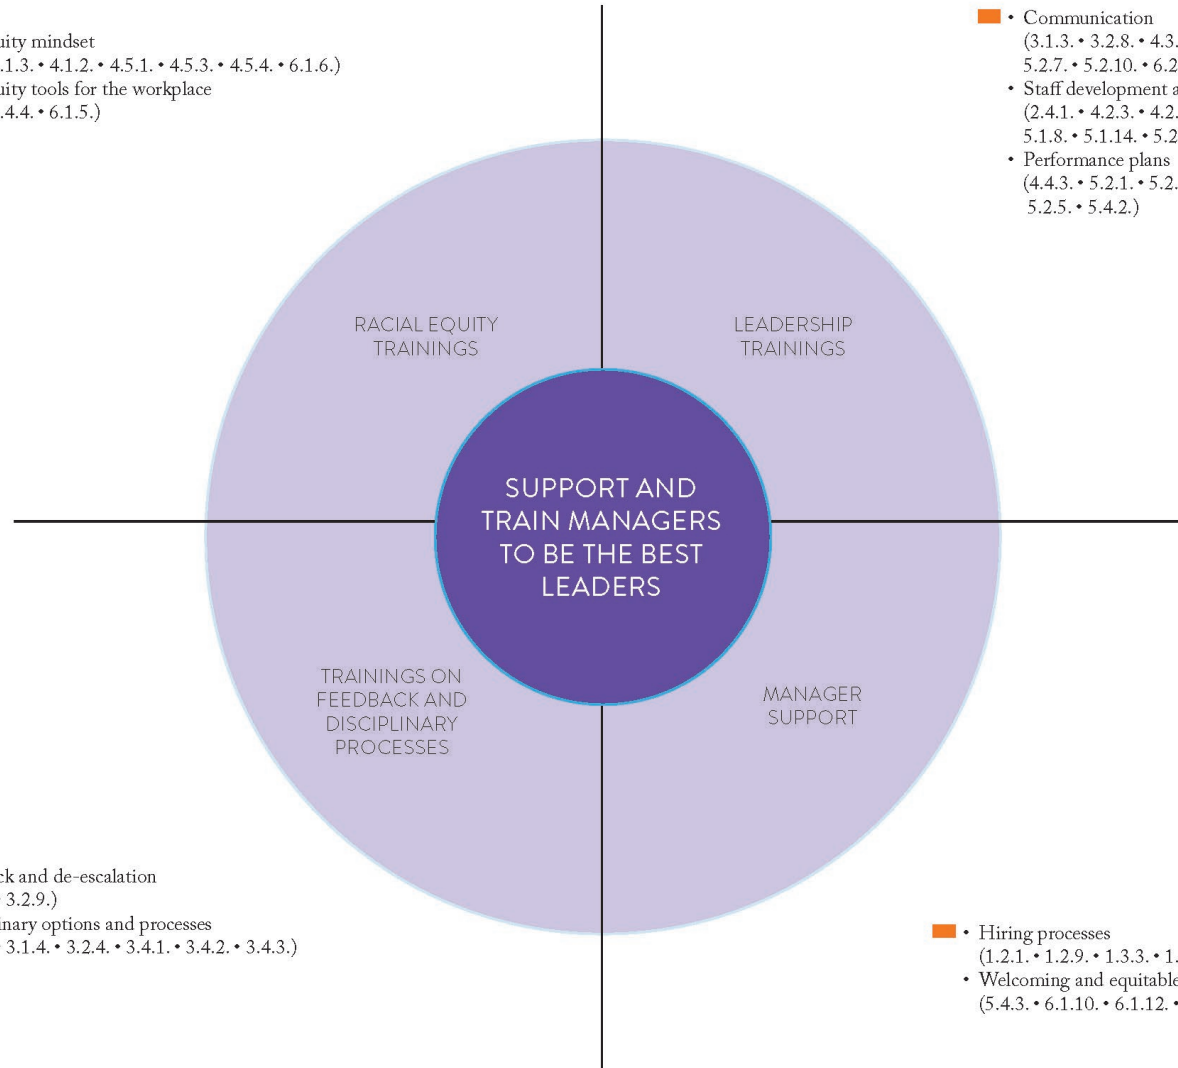 uity mindset
.1.3. • 4.1.2. • 4.5.1. • 4.5.3. • 4.5.4. • 6.1.6.)
uity tools for the workplace
.4.4. • 6.1.5.)
• Communication
(3.1.3. • 3.2.8. • 4.3.
5.2.7. • 5.2.10. • 6.2
• Staff development a
(2.4.1. • 4.2.3. • 4.2.
5.1.8. • 5.1.14. • 5.2
• Performance plans
(4.4.3. • 5.2.1. • 5.2.
5.2.5. • 5.4.2.)
RACIAL EQUITY
TRAININGS
LEADERSHIP
TRAININGS
SUPPORT AND
TRAIN MANAGERS
TO BE THE BEST
LEADERS
TRAININGS ON
FEEDBACK AND
DISCIPLINARY
PROCESSES
MANAGER
SUPPORT
ck and de-escalation
• 3.2.9.)
inary options and processes
• 3.1.4. • 3.2.4. • 3.4.1. • 3.4.2. • 3.4.3.)
• Hiring processes
(1.2.1. • 1.2.9. • 1.3.3. • 1.
• Welcoming and equitable
(5.4.3. • 6.1.10. • 6.1.12. •